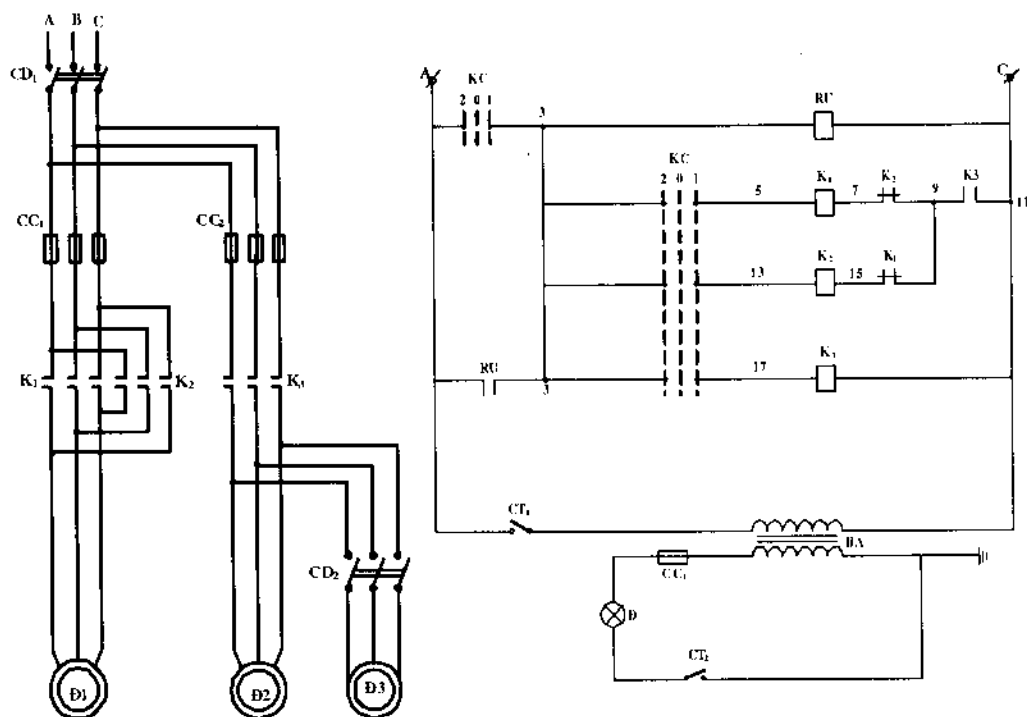 A B C
CD1
CC1
CC2
K1
K2
K3
CD2
Đ1
Đ2
Đ3
A
C
KC
2 0 1
3
RU
KC
2 0 1
5
K1
7
K2
9
K3
11
13
K2
15
K1
RU
3
17
K3
CT1
BA
CC3
Đ
CT2